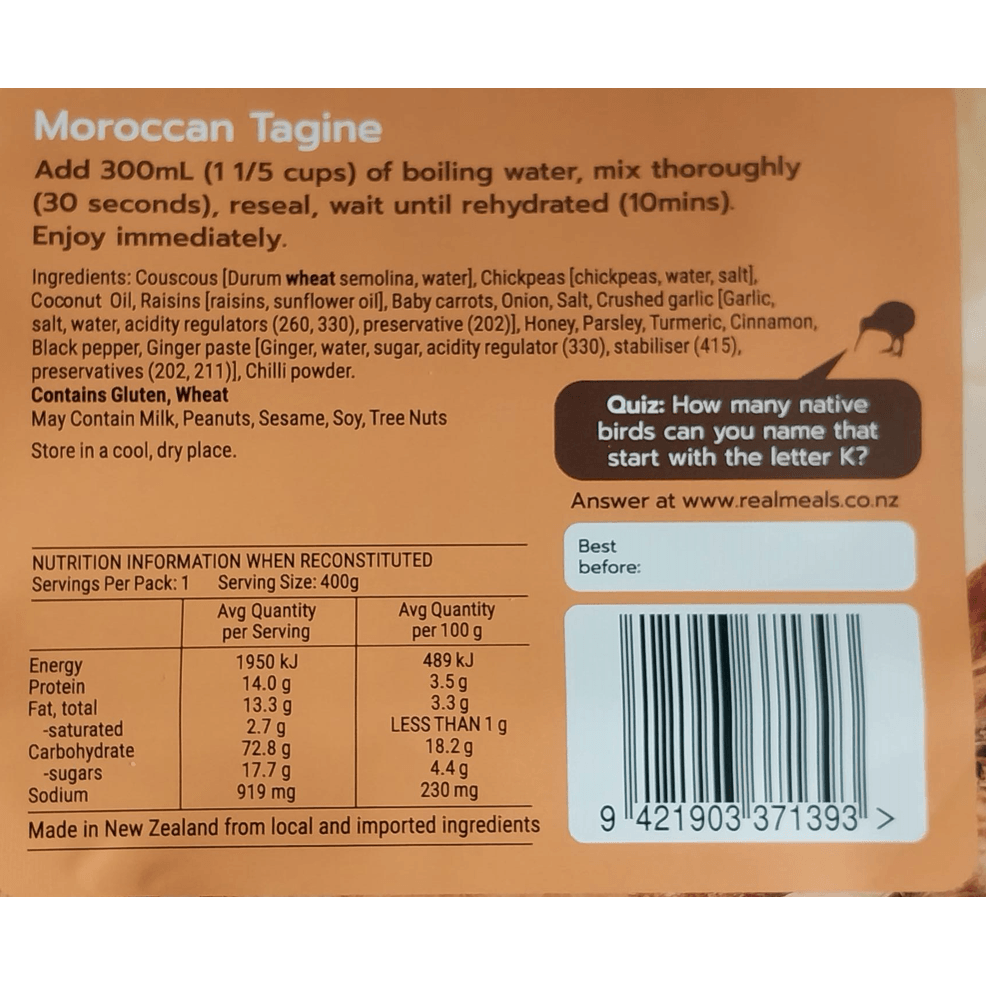 Moroccan Tagine
Add 300mL (1 1/5 cups) of boiling water, mix thoroughly
(30 seconds), reseal, wait until rehydrated (10mins).
Enjoy immediately.
Ingredients: Couscous [Durum wheat semolina, water], Chickpeas [chickpeas, water, salt],
Coconut Oil, Raisins [raisins, sunflower oil], Baby carrots, Onion, Salt, Crushed garlic [Garlic,
salt, water, acidity regulators (260, 330), preservative (202)], Honey, Parsley, Turmeric, Cinnamon,
Black pepper, Ginger paste [Ginger, water, sugar, acidity regulator (330), stabiliser (415),
preservatives (202, 211)], Chilli powder.
Contains Gluten, Wheat
May Contain Milk, Peanuts, Sesame, Soy, Tree Nuts
Store in a cool, dry place.
Quiz: How many native
birds can you name that
start with the letter K?
Answer at www.realmeals.co.nz
Best
before:
NUTRITION INFORMATION WHEN RECONSTITUTED
Servings Per Pack: 1 Serving Size: 400g
Avg Quantity Avg Quantity
per Serving per 100 g
Energy 1950 kJ 489 kJ
Protein 14.0 g 3.5 g
Fat, total 13.3 g 3.3 g
-saturated 2.7 g LESS THAN 1 g
Carbohydrate 72.8 g 18.2 g
-sugars 17.7 g 4.4 g
Sodium 919 mg 230 mg
Made in New Zealand from local and imported ingredients
9 421903 371393 >